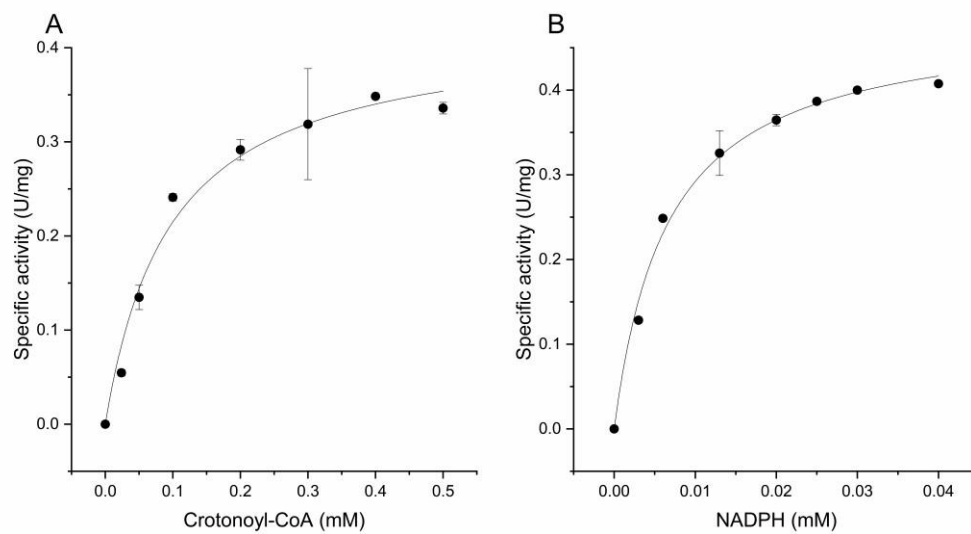 A
Specific activity (U/mg)
0.4
0.3
0.2
0.1
0.0
0.0 0.1 0.2 0.3 0.4 0.5
Crotonoyl-CoA (mM)
B
Specific activity (U/mg)
0.4
0.3
0.2
0.1
0.0
0.00 0.01 0.02 0.03 0.04
NADPH (mM)